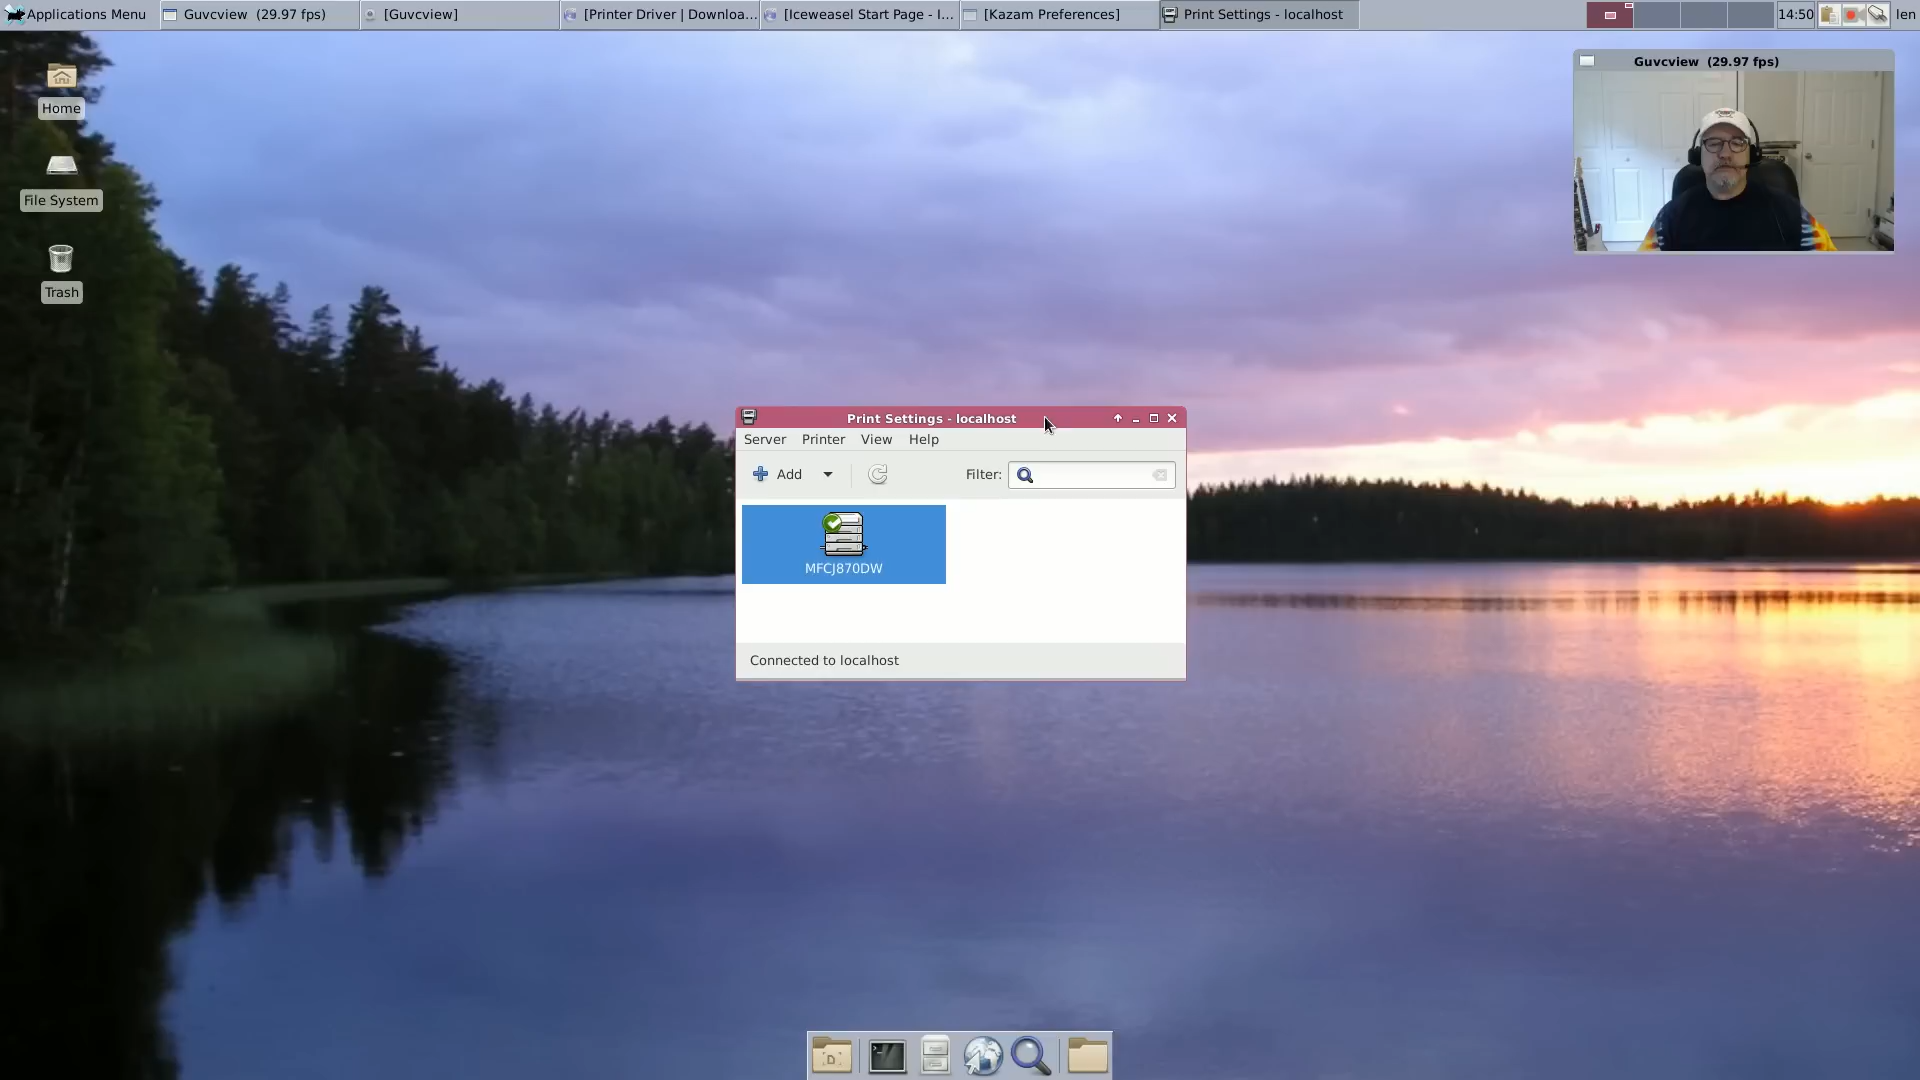 Applications Menu
Guvcview (29.97 fps)
[Guvcview]
[Printer Driver | Downloa...
[Iceweasel Start Page - I...
[Kazam Preferences]
Print Settings - localhost
14:50
len
Guvcview (29.97 fps)
Home
File System
Trash
Print Settings - localhost
Server Printer View Help
Add
Filter:
MFCJ870DW
Connected to localhost